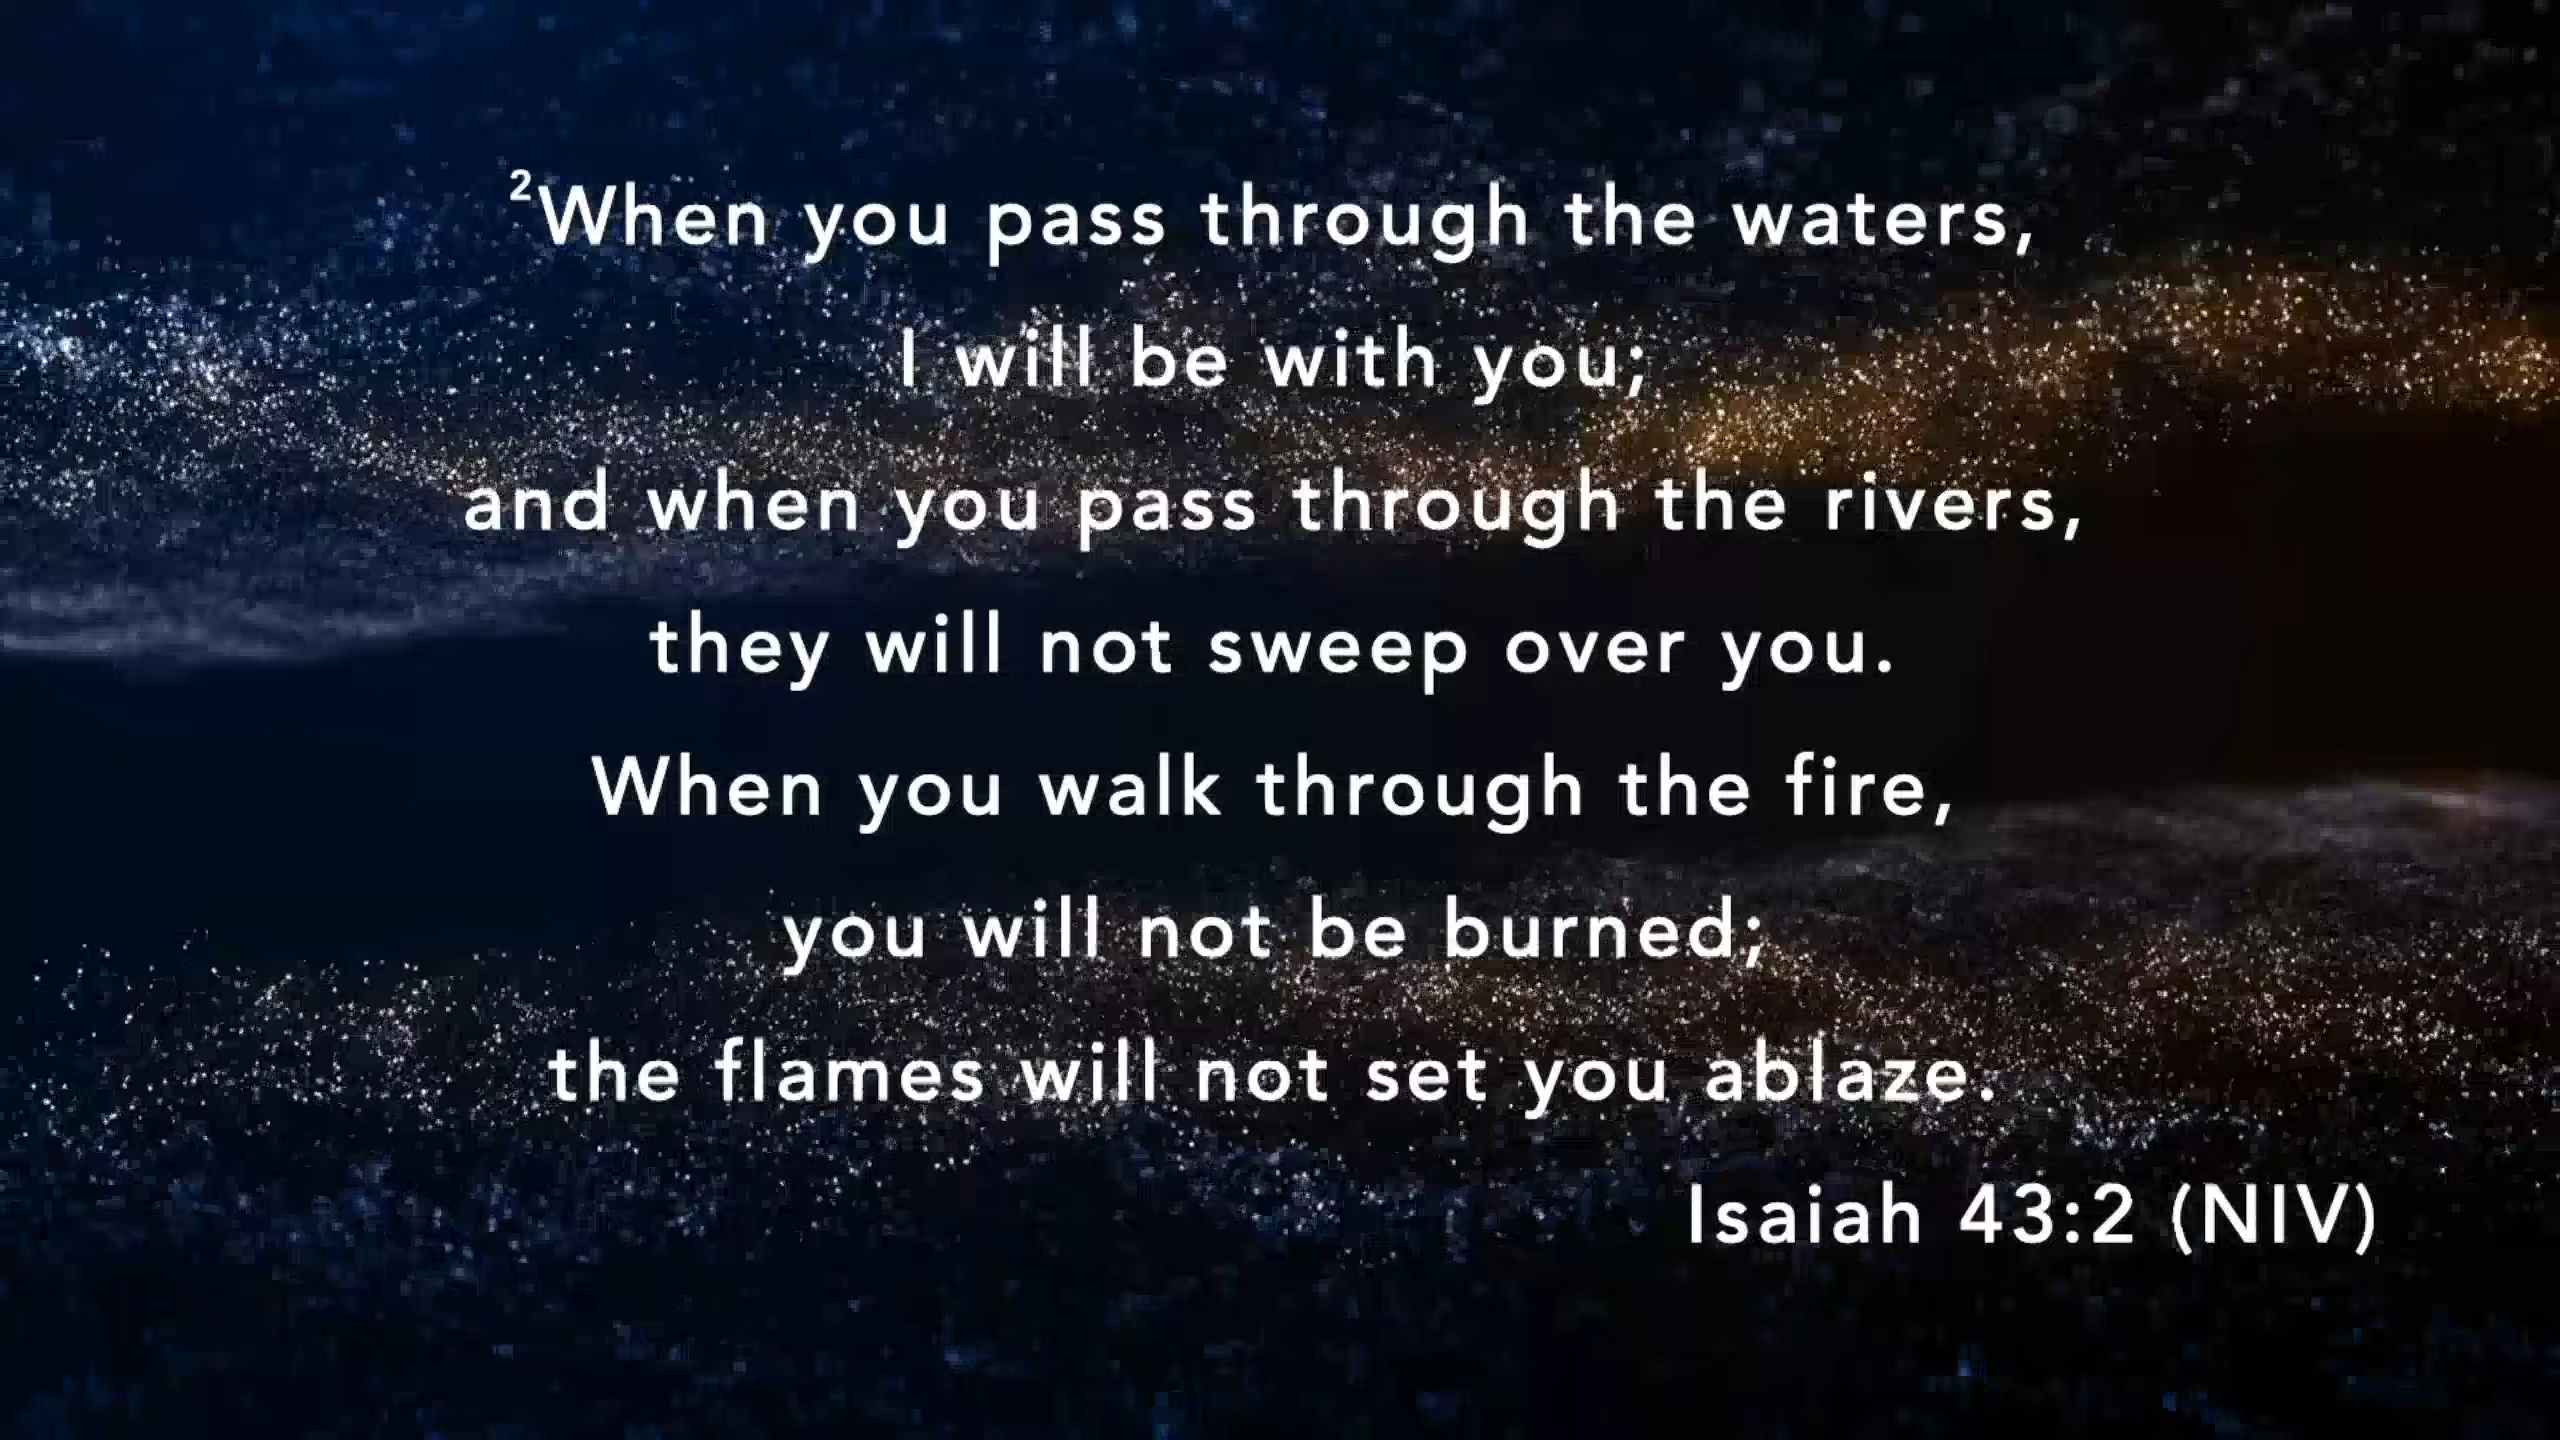 ²When you pass through the waters,
I will be with you;
and when you pass through the rivers,
they will not sweep over you.
When you walk through the fire,
you will not be burned;
the flames will not set you ablaze.
Isaiah 43:2 (NIV)